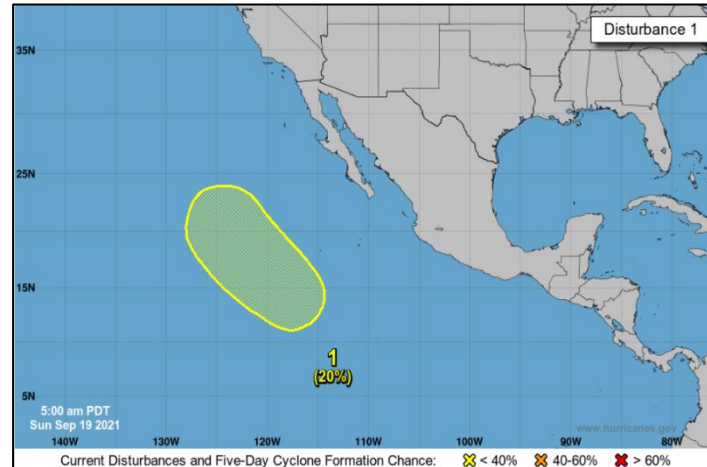 Disturbance 1
35N
25N
15N
5N
1
(20%)
5:00 am PDT
Sun Sep 19 2021
www.hurricanes.gov
140W 130W 120W 110W 100W 90W 80W
Current Disturbances and Five-Day Cyclone Formation Chance: < 40% 40-60% > 60%